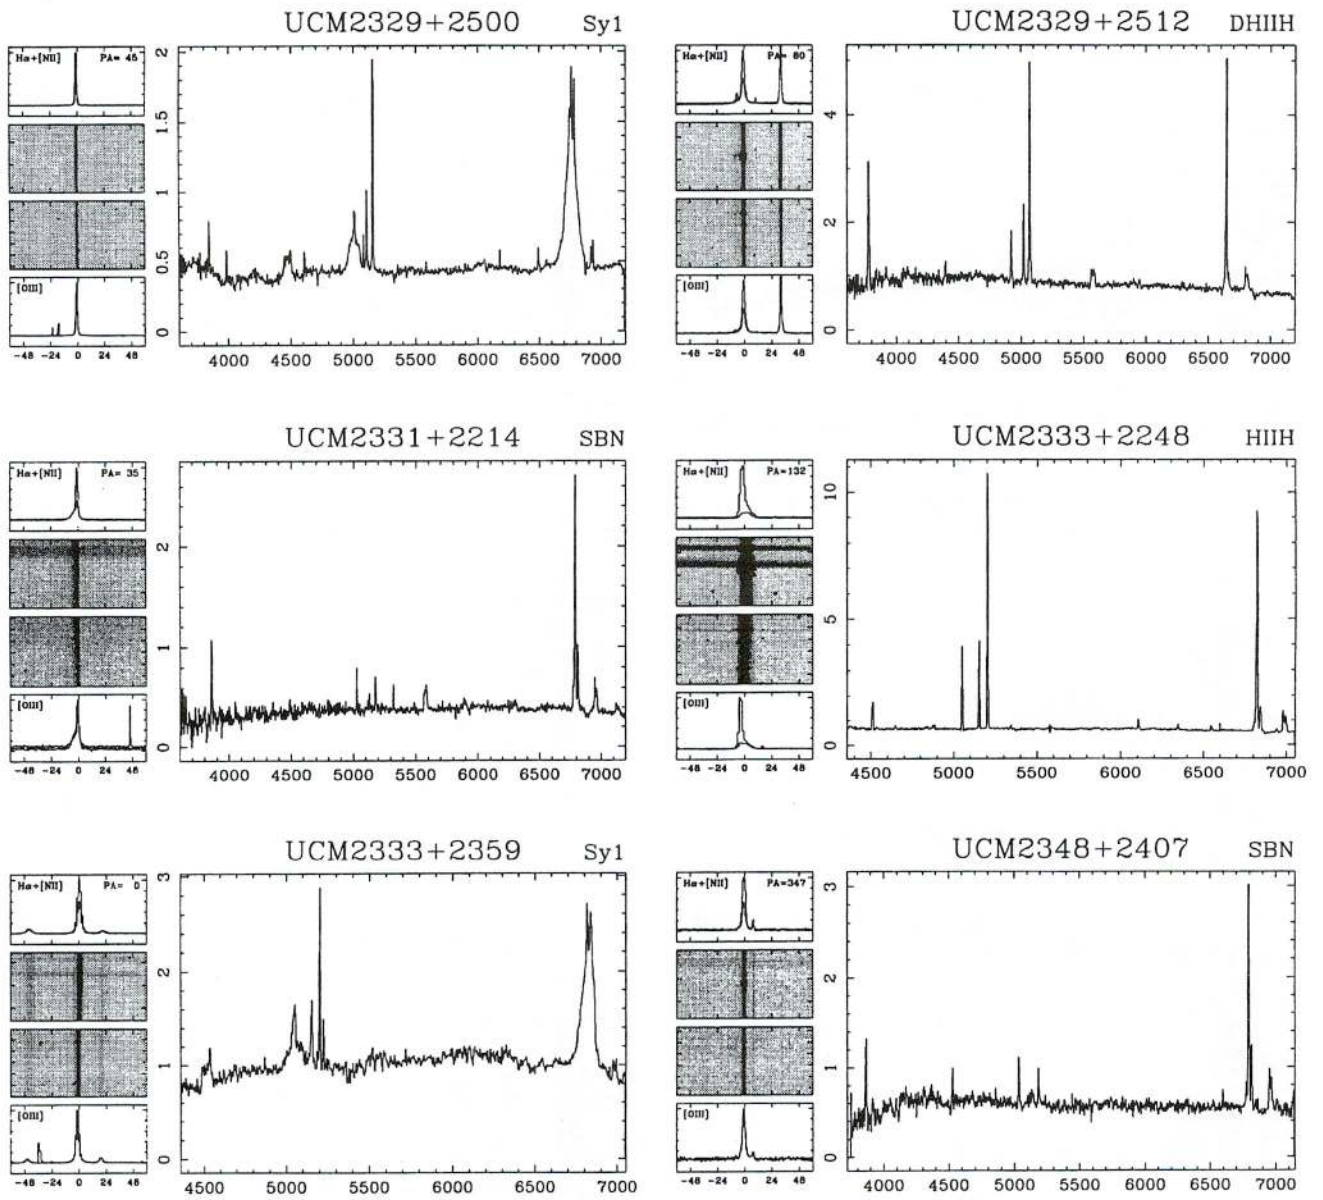 UCM2329+2500 Sy1
Hα+[NII] PA= 45
[OIII]
−48 −24 0 24 48
2
1.5
1
0.5
0
4000 4500 5000 5500 6000 6500 7000
UCM2329+2512 DHIIH
Hα+[NII] PA= 80
[OIII]
−48 −24 0 24 48
4
2
0
4000 4500 5000 5500 6000 6500 7000
UCM2331+2214 SBN
Hα+[NII] PA= 35
[OIII]
−48 −24 0 24 48
2
1
0
4000 4500 5000 5500 6000 6500 7000
UCM2333+2248 HIIH
Hα+[NII] PA=132
[OIII]
−48 −24 0 24 48
10
5
0
4500 5000 5500 6000 6500 7000
UCM2333+2359 Sy1
Hα+[NII] PA= 0
[OIII]
−48 −24 0 24 48
3
2
1
0
4500 5000 5500 6000 6500 7000
UCM2348+2407 SBN
Hα+[NII] PA=347
[OIII]
−48 −24 0 24 48
3
2
1
0
4000 4500 5000 5500 6000 6500 7000